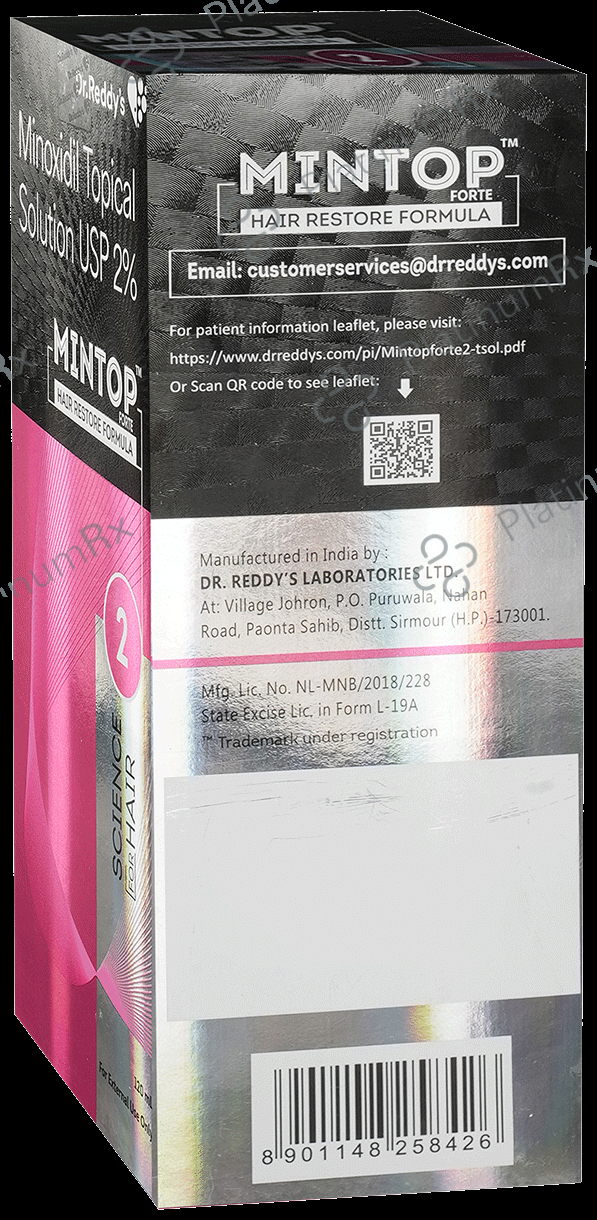 MINTOP
2
Dr.Reddy's
Minoxidil Topical
Solution USP 2%
MINTOP™
FORTE
HAIR RESTORE FORMULA
2
SCIENCE
FOR HAIR
120 ml
For External Use Only
MINTOP™
FORTE
HAIR RESTORE FORMULA
Email: customerservices@drreddys.com
For patient information leaflet, please visit:
https://www.drreddys.com/pi/Mintopforte2-tsol.pdf
Or Scan QR code to see leaflet:
Manufactured in India by :
DR. REDDY'S LABORATORIES LTD.
At: Village Johron, P.O. Puruwala, Nahan
Road, Paonta Sahib, Distt. Sirmour (H.P.)-173001.
Mfg. Lic. No. NL-MNB/2018/228
State Excise Lic. in Form L-19A
™ Trademark under registration
8 901148 258426
PlatinumRx